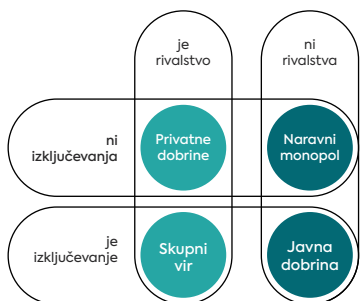 je
rivalstvo
ni
rivalstva
ni
izključevanja
Privatne
dobrine
Naravni
monopol
je
izključevanje
Skupni
vir
Javna
dobrina